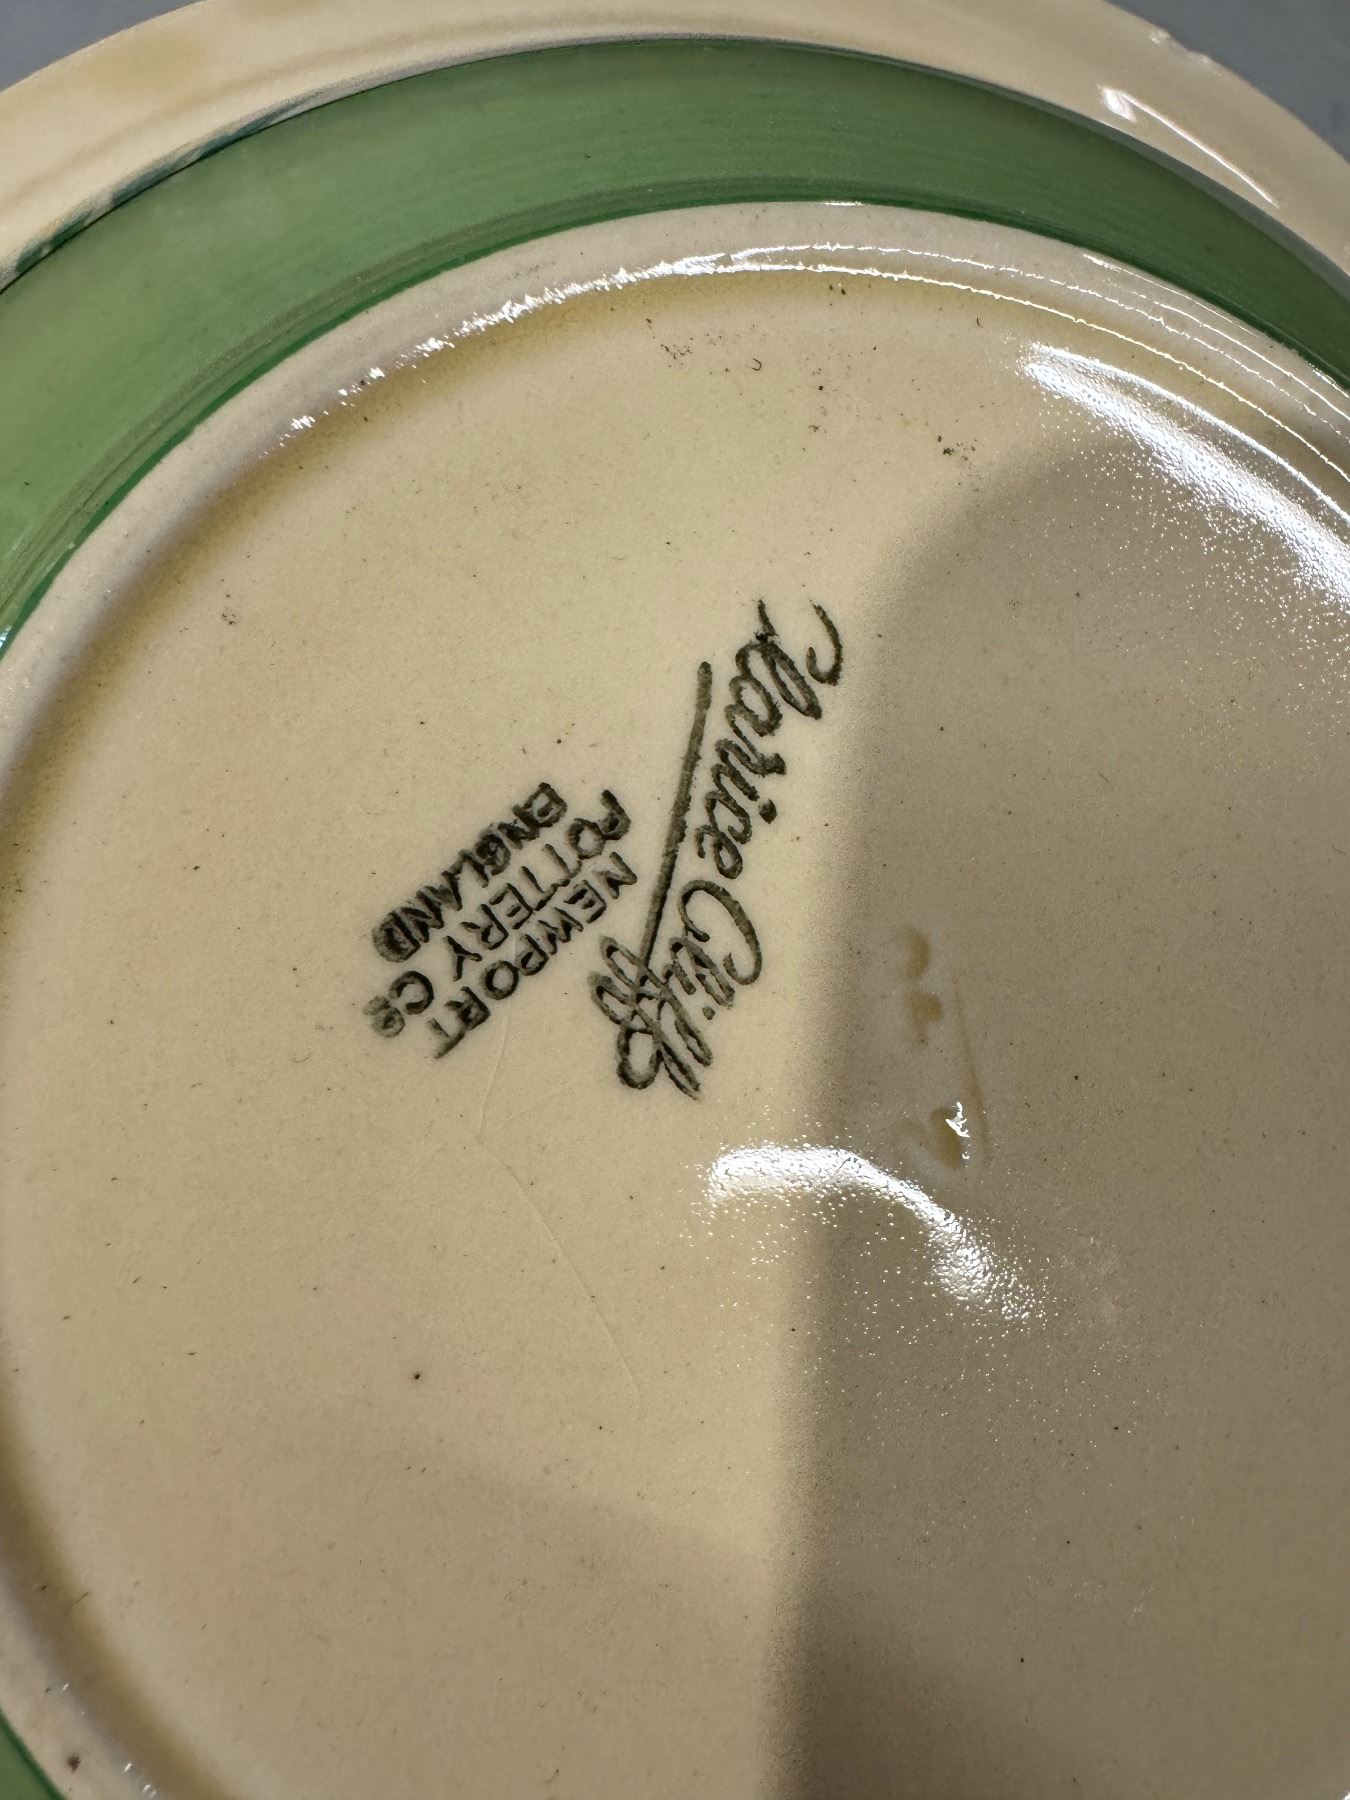 Clarice Cliff
NEWPORT
POTTERY Co
ENGLAND